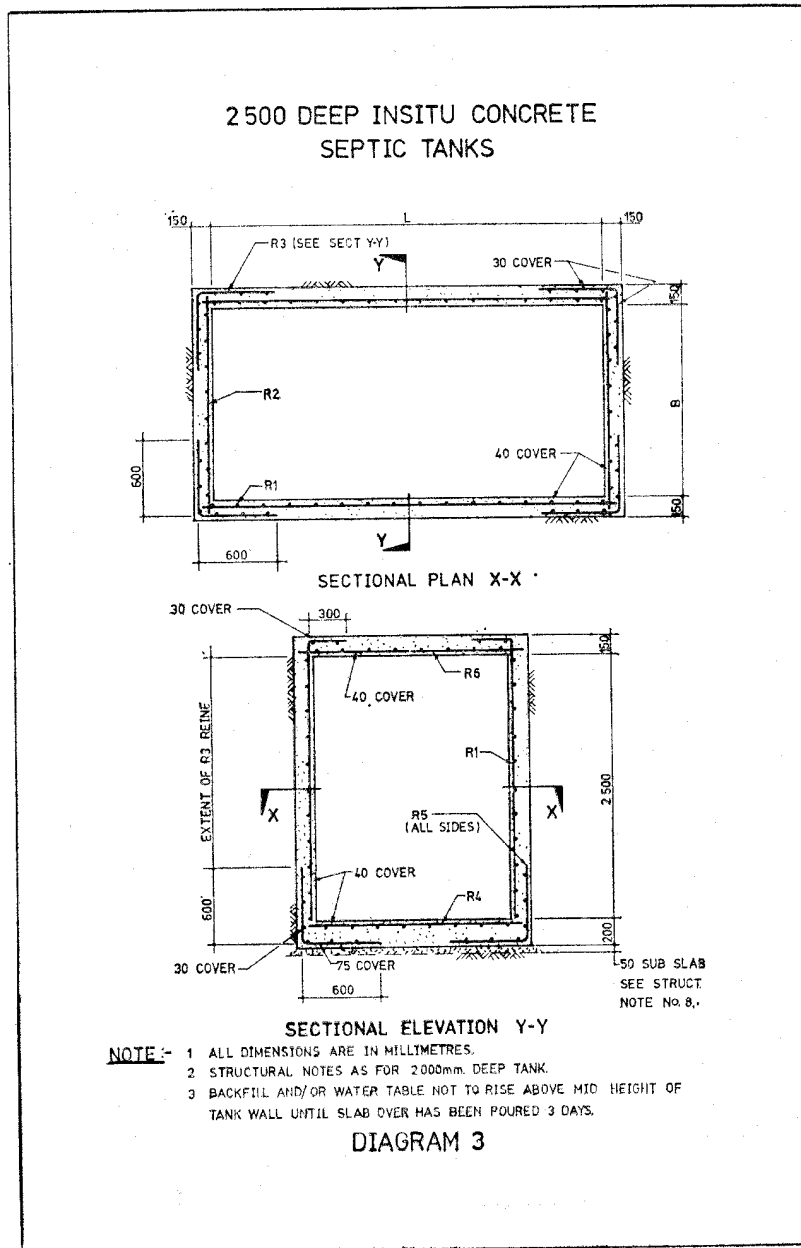 2500 DEEP INSITU CONCRETE
SEPTIC TANKS
150
L
150
R3 (SEE SECT Y-Y)
Y
30 COVER
150
R2
B
40 COVER
600
R1
150
600
Y
SECTIONAL PLAN X-X
30 COVER
300
150
R6
40 COVER
EXTENT OF R3 REINF
R1
2500
X
X
R5
(ALL SIDES)
40 COVER
600
R4
200
30 COVER
75 COVER
600
50 SUB SLAB
SEE STRUCT.
NOTE No. 8.
SECTIONAL ELEVATION Y-Y
NOTE:- 1 ALL DIMENSIONS ARE IN MILLIMETRES.
2 STRUCTURAL NOTES AS FOR 2000mm. DEEP TANK.
3 BACKFILL AND/OR WATER TABLE NOT TO RISE ABOVE MID HEIGHT OF
TANK WALL UNTIL SLAB OVER HAS BEEN POURED 3 DAYS.
DIAGRAM 3